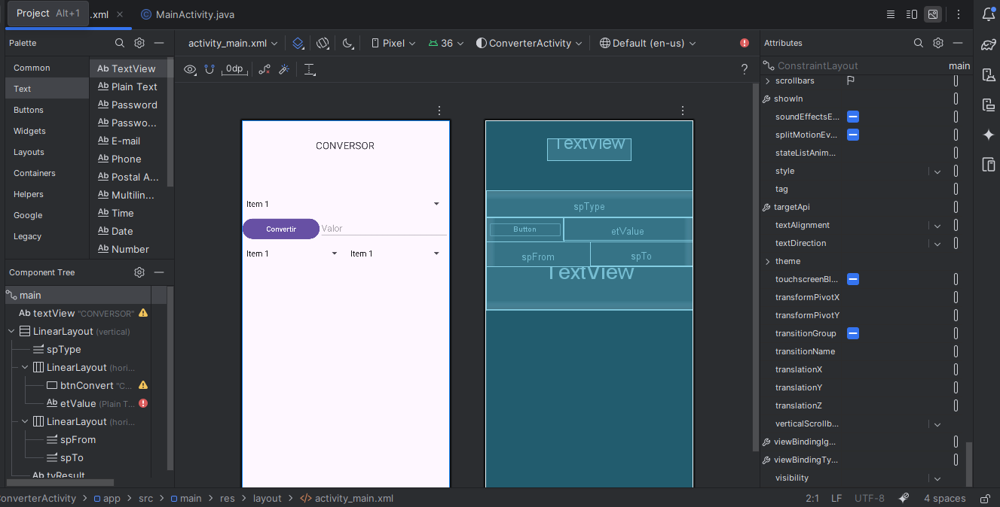 Project Alt+1
.xml
MainActivity.java
Palette
Common
Text
Buttons
Widgets
Layouts
Containers
Helpers
Google
Legacy
Ab TextView
Ab Plain Text
Ab Password
Ab Passwo...
Ab E-mail
Ab Phone
Ab Postal A...
Ab Multilin...
Ab Time
Ab Date
Ab Number
Component Tree
main
Ab textView "CONVERSOR"
LinearLayout (vertical)
spType
LinearLayout (hori...
btnConvert "C...
Ab etValue (Plain T...
LinearLayout (hori...
spFrom
spTo
Ab tvResult
activity_main.xml
Pixel
36
ConverterActivity
Default (en-us)
0dp
?
CONVERSOR
Item 1
Convertir Valor
Item 1 Item 1
TextView
spType
Button etValue
spFrom spTo
TextView
Attributes
ConstraintLayout main
scrollbars
showIn
soundEffectsE...
splitMotionEv...
stateListAnim...
style
tag
targetApi
textAlignment
textDirection
theme
touchscreenBl...
transformPivotX
transformPivotY
transitionGroup
transitionName
translationX
translationY
translationZ
verticalScrollb...
viewBindingIg...
viewBindingTy...
visibility
onverterActivity > app > src > main > res > layout > activity_main.xml
2:1 LF UTF-8 4 spaces